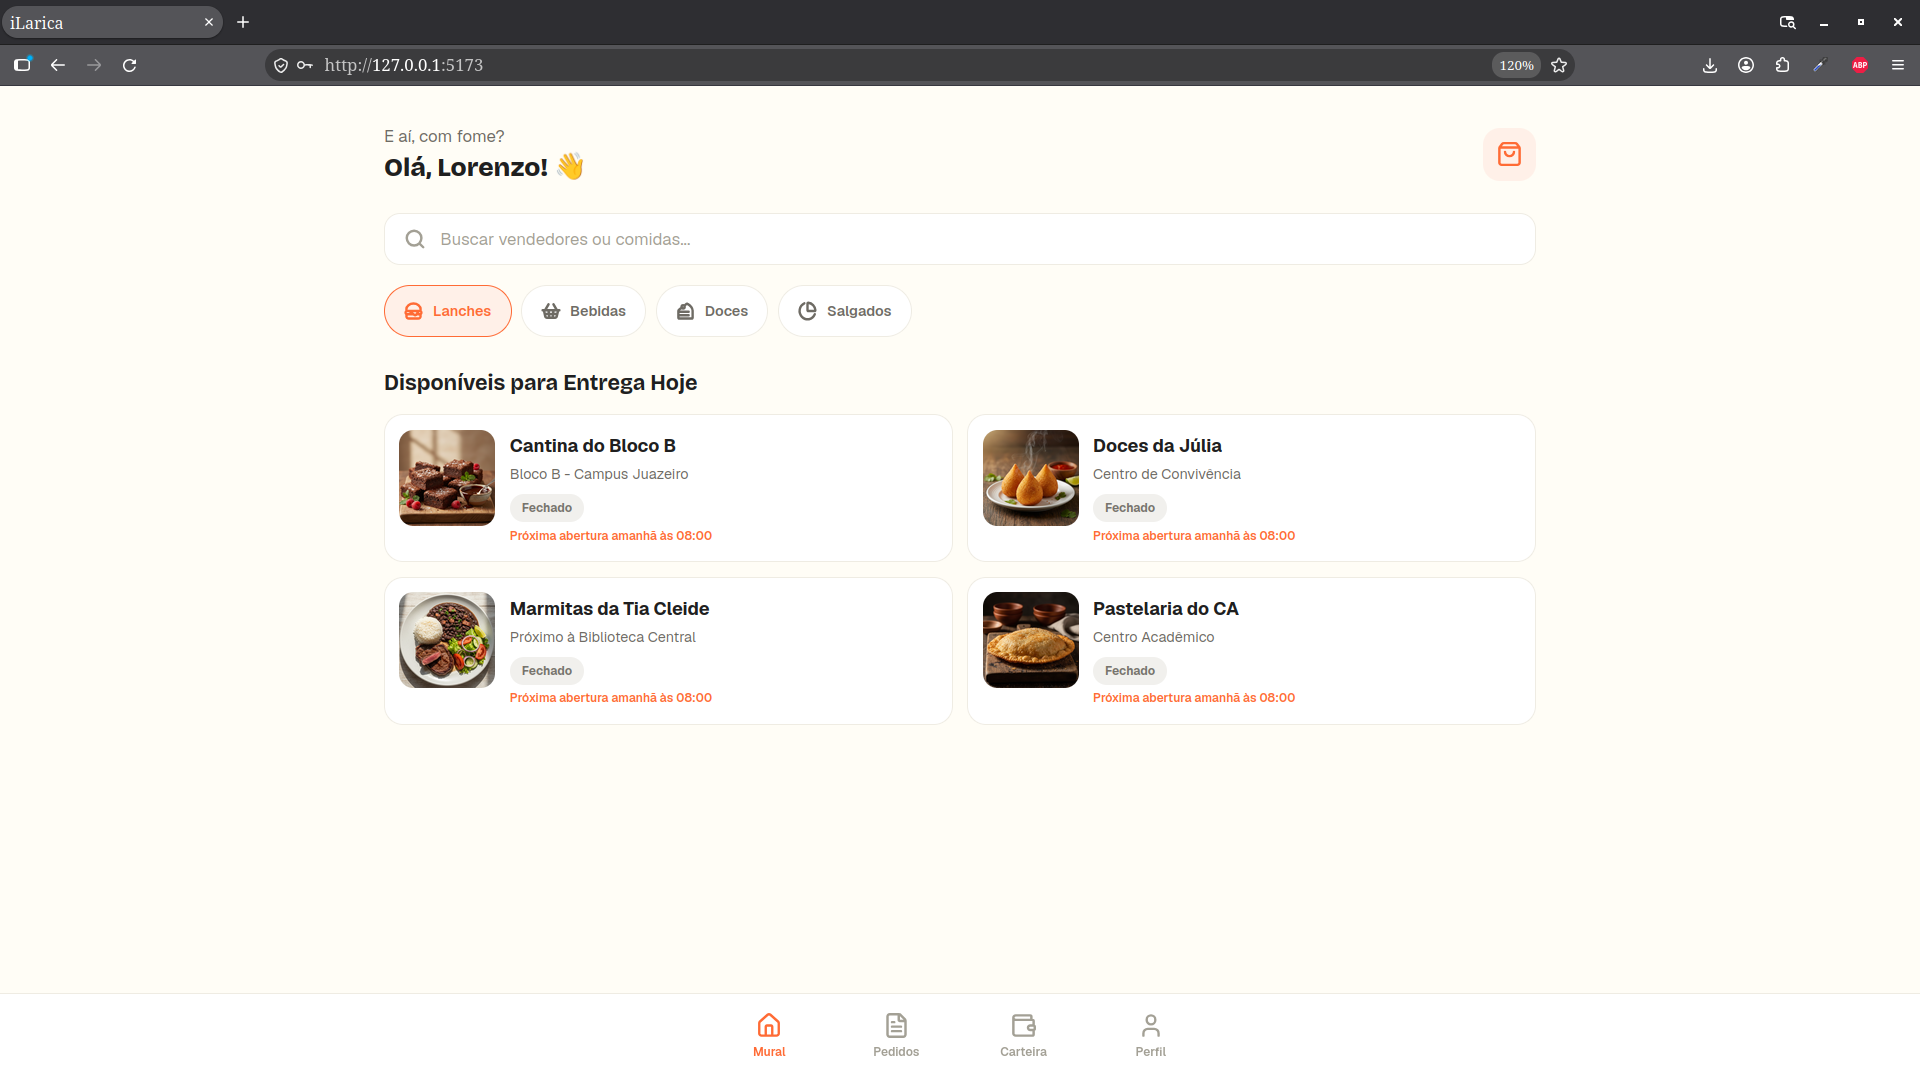 iLarica
http://127.0.0.1:5173
120%
ABP
E aí, com fome?
Olá, Lorenzo! 👋
Buscar vendedores ou comidas...
Lanches
Bebidas
Doces
Salgados
Disponíveis para Entrega Hoje
Cantina do Bloco B
Bloco B - Campus Juazeiro
Fechado
Próxima abertura amanhã às 08:00
Doces da Júlia
Centro de Convivência
Fechado
Próxima abertura amanhã às 08:00
Marmitas da Tia Cleide
Próximo à Biblioteca Central
Fechado
Próxima abertura amanhã às 08:00
Pastelaria do CA
Centro Acadêmico
Fechado
Próxima abertura amanhã às 08:00
Mural
Pedidos
Carteira
Perfil